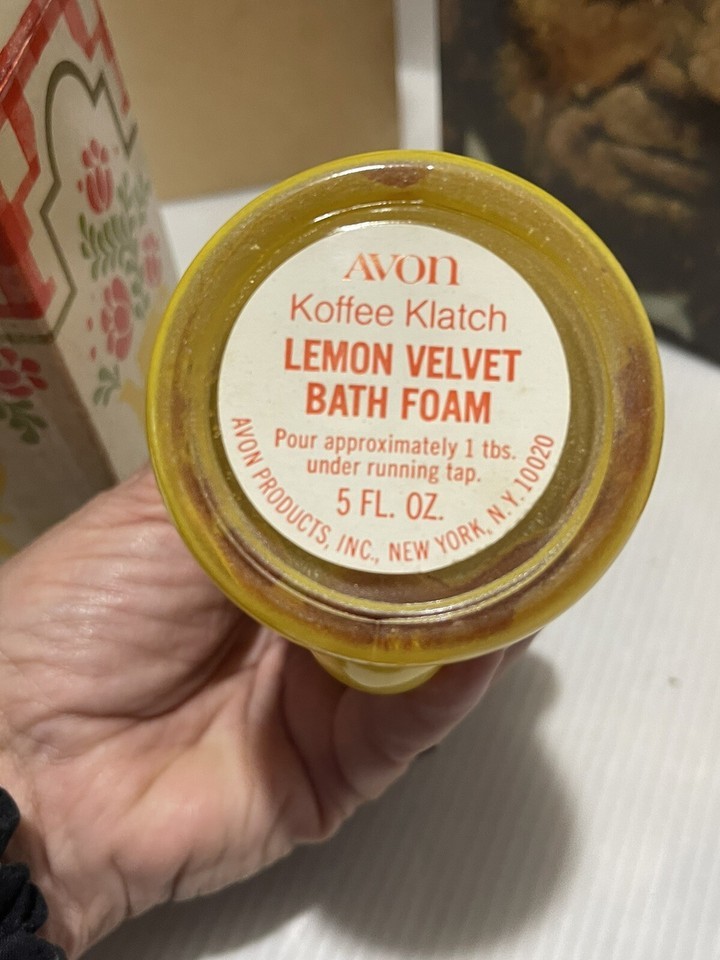 AVON
Koffee Klatch
LEMON VELVET
BATH FOAM
Pour approximately 1 tbs.
under running tap.
5 FL. OZ.
AVON PRODUCTS, INC., NEW YORK, N.Y. 10020